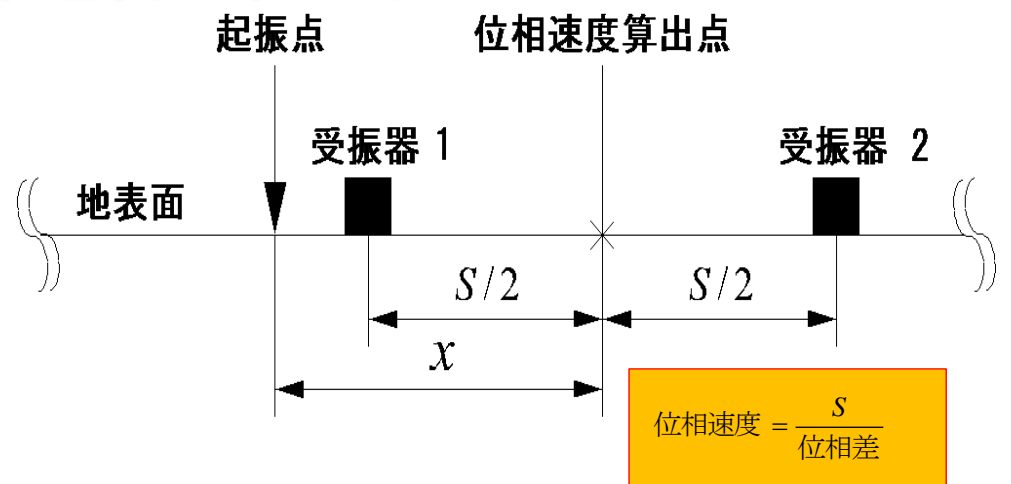 起振点
位相速度算出点
受振器 1
受振器 2
地表面
S/2
S/2
x
位相速度 = s/位相差